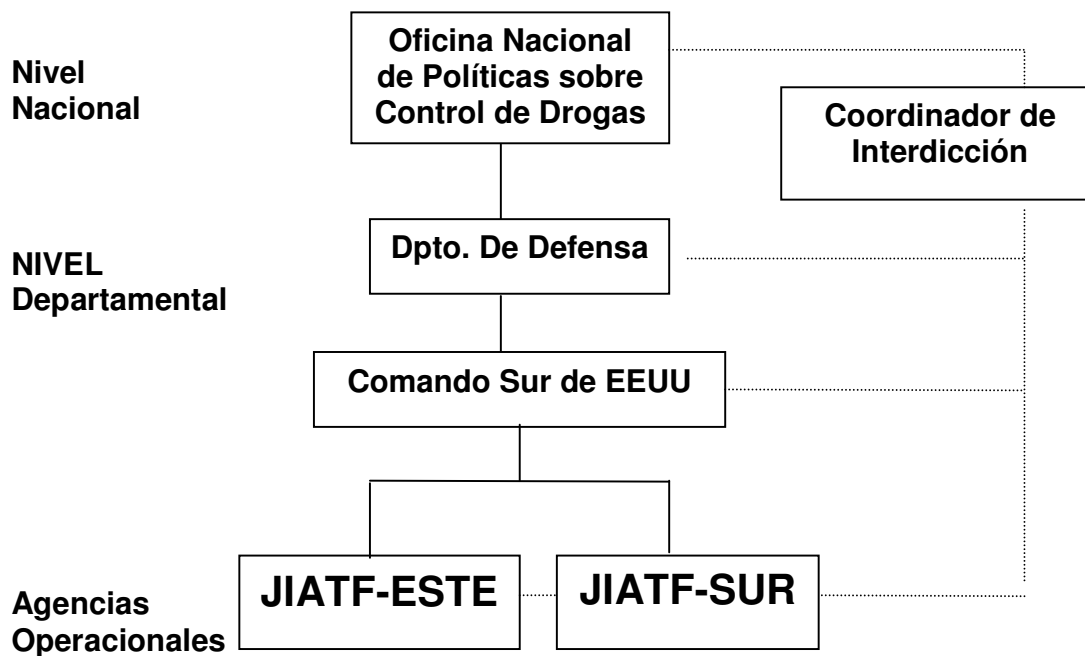 Oficina Nacional
de Políticas sobre
Control de Drogas
Nivel
Nacional
Coordinador de
Interdicción
Dpto. De Defensa
NIVEL
Departamental
Comando Sur de EEUU
JIATF-ESTE
JIATF-SUR
Agencias
Operacionales